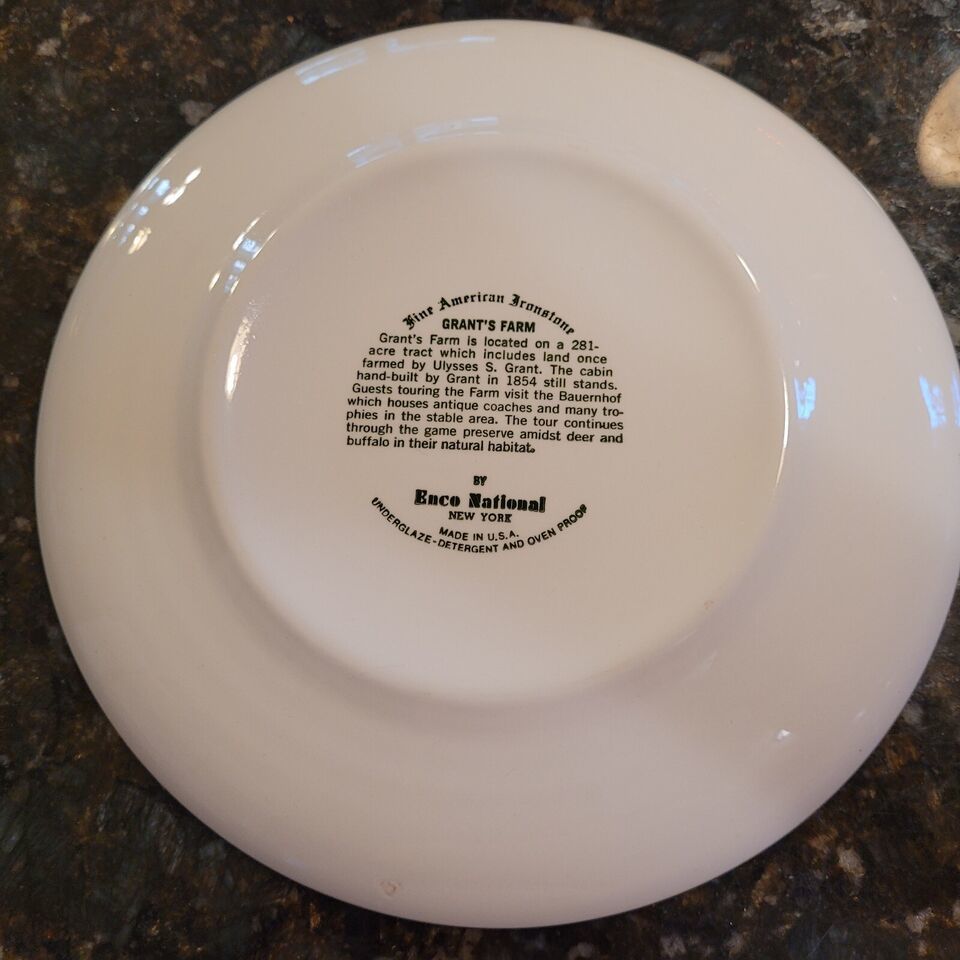 Fine American Ironstone
GRANT'S FARM
Grant's Farm is located on a 281-
acre tract which includes land once
farmed by Ulysses S. Grant. The cabin
hand-built by Grant in 1854 still stands.
Guests touring the Farm visit the Bauernhof
which houses antique coaches and many tro-
phies in the stable area. The tour continues
through the game preserve amidst deer and
buffalo in their natural habitat.
BY
Enco National
NEW YORK
MADE IN U.S.A.
UNDERGLAZE-DETERGENT AND OVEN PROOF